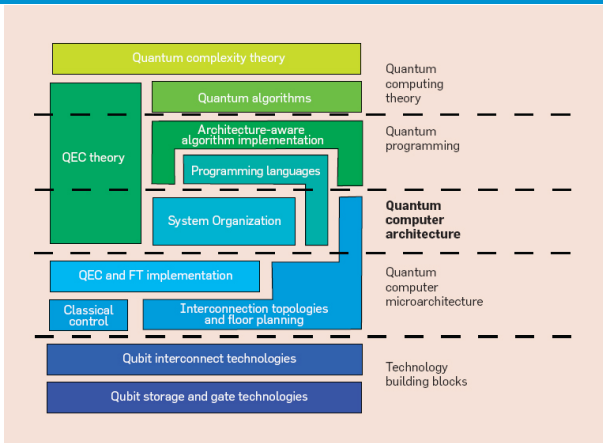 Quantum complexity theory
Quantum algorithms
Quantum
computing
theory
QEC theory
Architecture-aware
algorithm implementation
Programming languages
Quantum
programming
System Organization
Quantum
computer
architecture
QEC and FT implementation
Classical
control
Interconnection topologies
and floor planning
Quantum
computer
microarchitecture
Qubit interconnect technologies
Qubit storage and gate technologies
Technology
building blocks